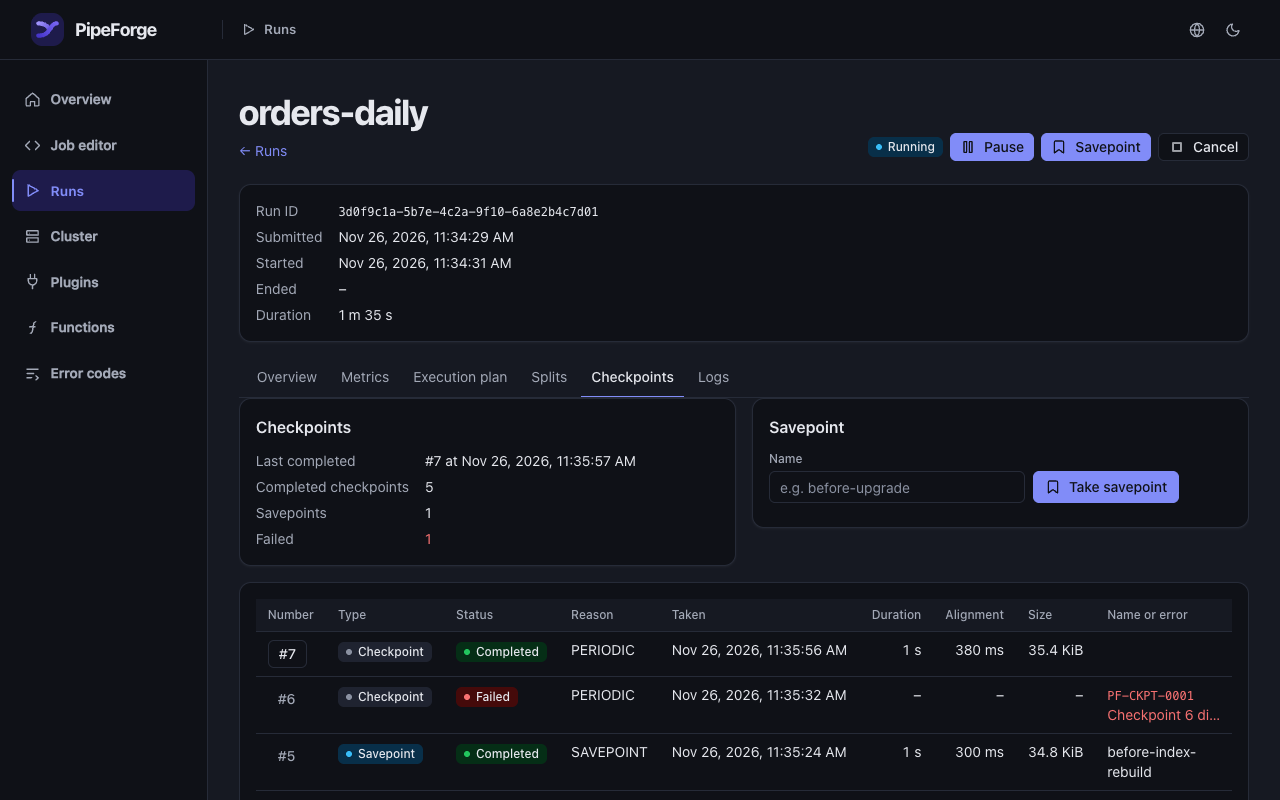 PipeForge
Runs
Overview
Job editor
Runs
Cluster
Plugins
Functions
Error codes
orders-daily
← Runs
Running
Pause
Savepoint
Cancel
Run ID 3d0f9c1a-5b7e-4c2a-9f10-6a8e2b4c7d01
Submitted Nov 26, 2026, 11:34:29 AM
Started Nov 26, 2026, 11:34:31 AM
Ended –
Duration 1 m 35 s
Overview Metrics Execution plan Splits Checkpoints Logs
Checkpoints
Last completed #7 at Nov 26, 2026, 11:35:57 AM
Completed checkpoints 5
Savepoints 1
Failed 1
Savepoint
Name
e.g. before-upgrade
Take savepoint
Number Type Status Reason Taken Duration Alignment Size Name or error
#7 Checkpoint Completed PERIODIC Nov 26, 2026, 11:35:56 AM 1 s 380 ms 35.4 KiB
#6 Checkpoint Failed PERIODIC Nov 26, 2026, 11:35:32 AM – – – PF-CKPT-0001
Checkpoint 6 di...
#5 Savepoint Completed SAVEPOINT Nov 26, 2026, 11:35:24 AM 1 s 300 ms 34.8 KiB before-index-
rebuild